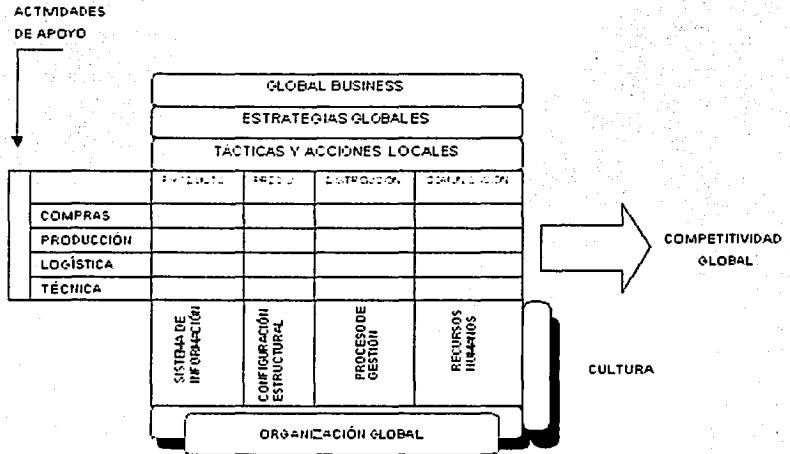 ACTIVIDADES
DE APOYO
GLOBAL BUSINESS
ESTRATEGIAS GLOBALES
TÁCTICAS Y ACCIONES LOCALES
COMPRAS
PRODUCCIÓN
LOGÍSTICA
TÉCNICA
COMPETITIVIDAD
GLOBAL
SISTEMA DE
INFORMACIÓN
CONFIGURACIÓN
ESTRUCTURAL
PROCESO DE
GESTIÓN
RECURSOS
HUMANOS
CULTURA
ORGANIZACIÓN GLOBAL